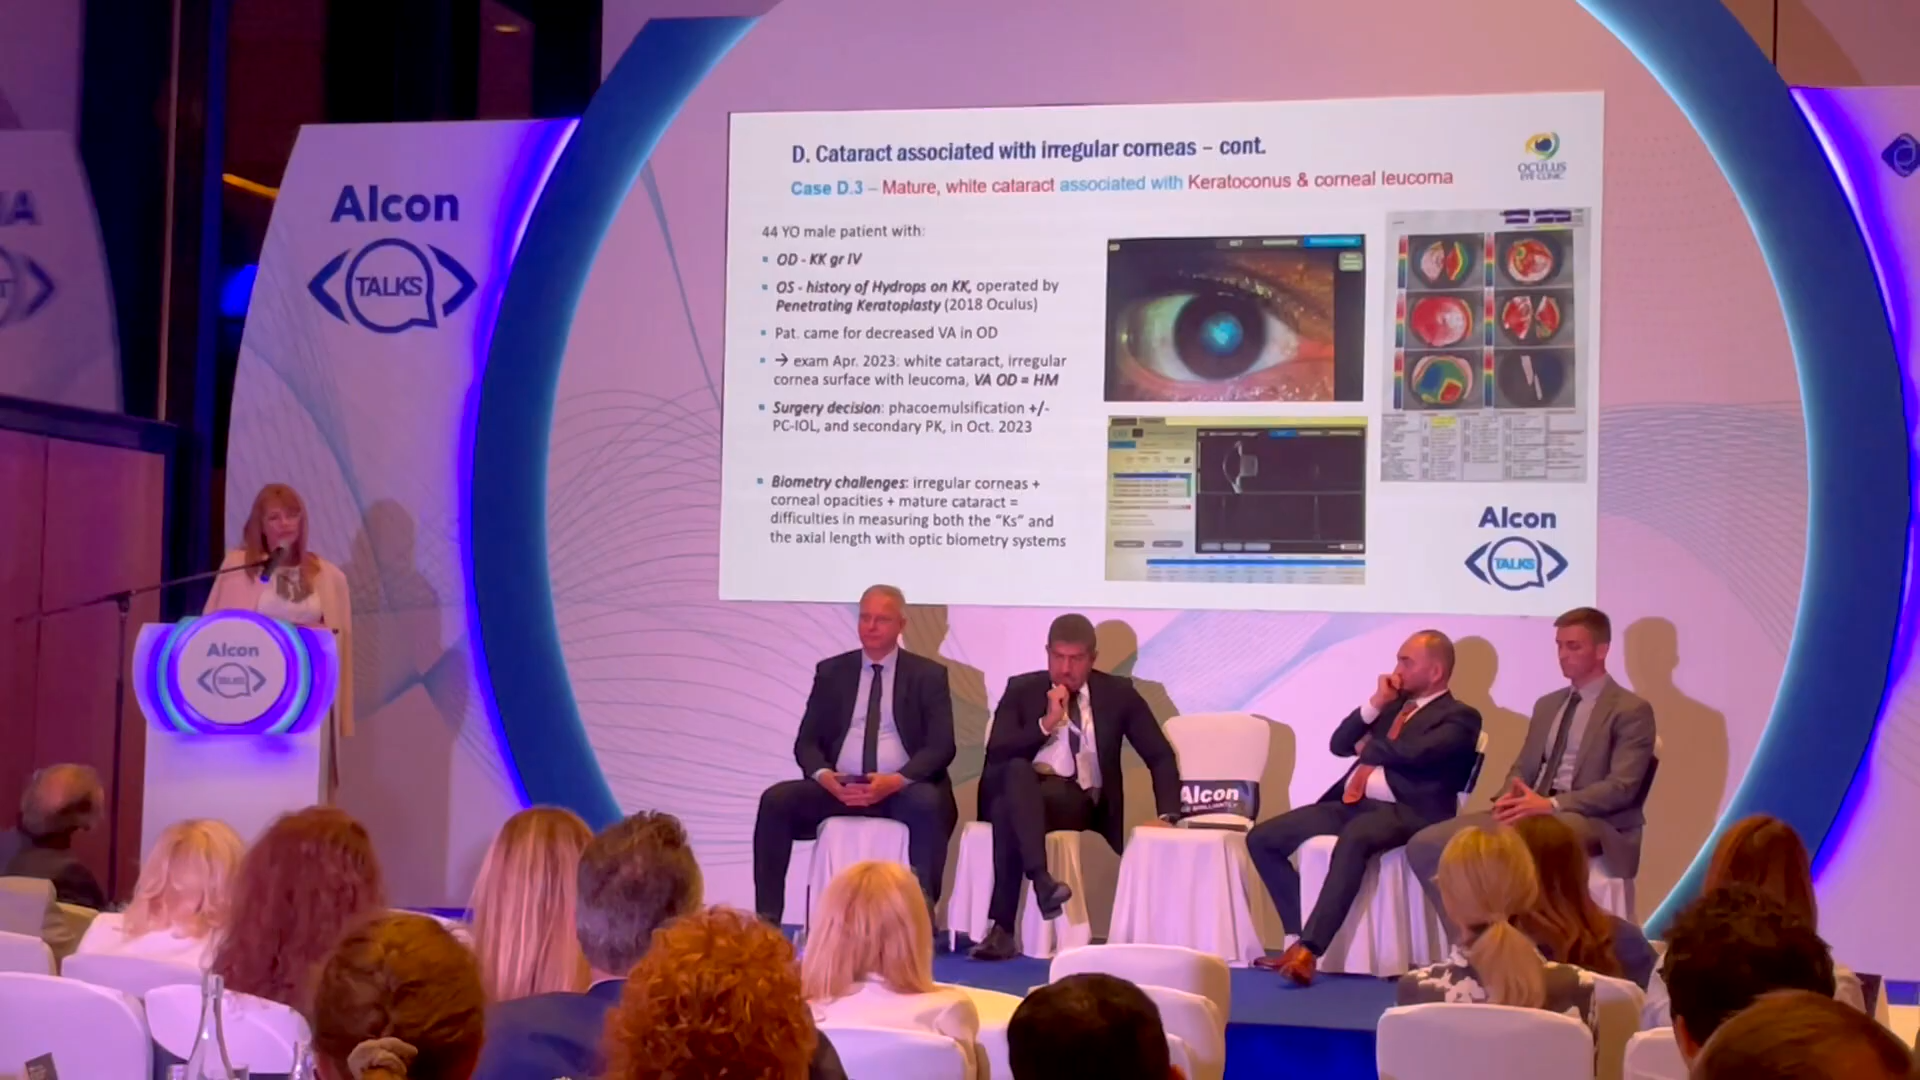 D. Cataract associated with irregular corneas – cont.
Case D.3 – Mature, white cataract associated with Keratoconus & corneal leucoma
OCULUS
EYE CLINIC
44 YO male patient with:
▪ OD - KK gr IV
▪ OS - history of Hydrops on KK, operated by
Penetrating Keratoplasty (2018 Oculus)
▪ Pat. came for decreased VA in OD
▪ → exam Apr. 2023: white cataract, irregular
cornea surface with leucoma, VA OD = HM
▪ Surgery decision: phacoemulsification +/-
PC-IOL, and secondary PK, in Oct. 2023
▪ Biometry challenges: irregular corneas +
corneal opacities + mature cataract =
difficulties in measuring both the “Ks” and
the axial length with optic biometry systems
Alcon
TALKS
Alcon
TALKS
Alcon
TALKS
Alcon